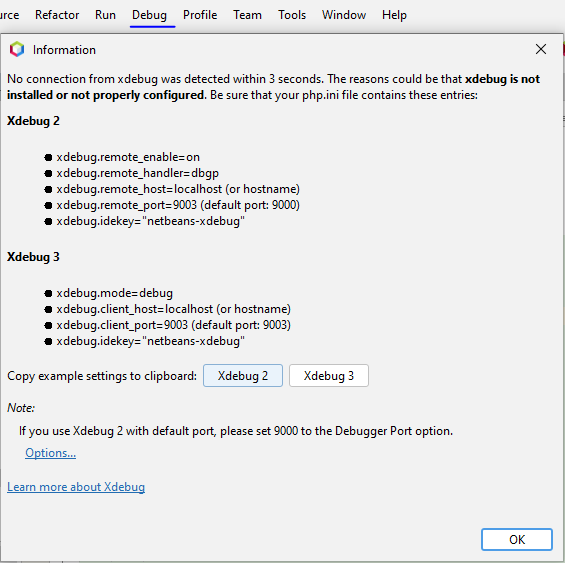 urce Refactor Run Debug Profile Team Tools Window Help
Information
No connection from xdebug was detected within 3 seconds. The reasons could be that xdebug is not
installed or not properly configured. Be sure that your php.ini file contains these entries:
Xdebug 2
● xdebug.remote_enable=on
● xdebug.remote_handler=dbgp
● xdebug.remote_host=localhost (or hostname)
● xdebug.remote_port=9003 (default port: 9000)
● xdebug.idekey="netbeans-xdebug"
Xdebug 3
● xdebug.mode=debug
● xdebug.client_host=localhost (or hostname)
● xdebug.client_port=9003 (default port: 9003)
● xdebug.idekey="netbeans-xdebug"
Copy example settings to clipboard: Xdebug 2 Xdebug 3
Note:
If you use Xdebug 2 with default port, please set 9000 to the Debugger Port option.
Options...
Learn more about Xdebug
OK